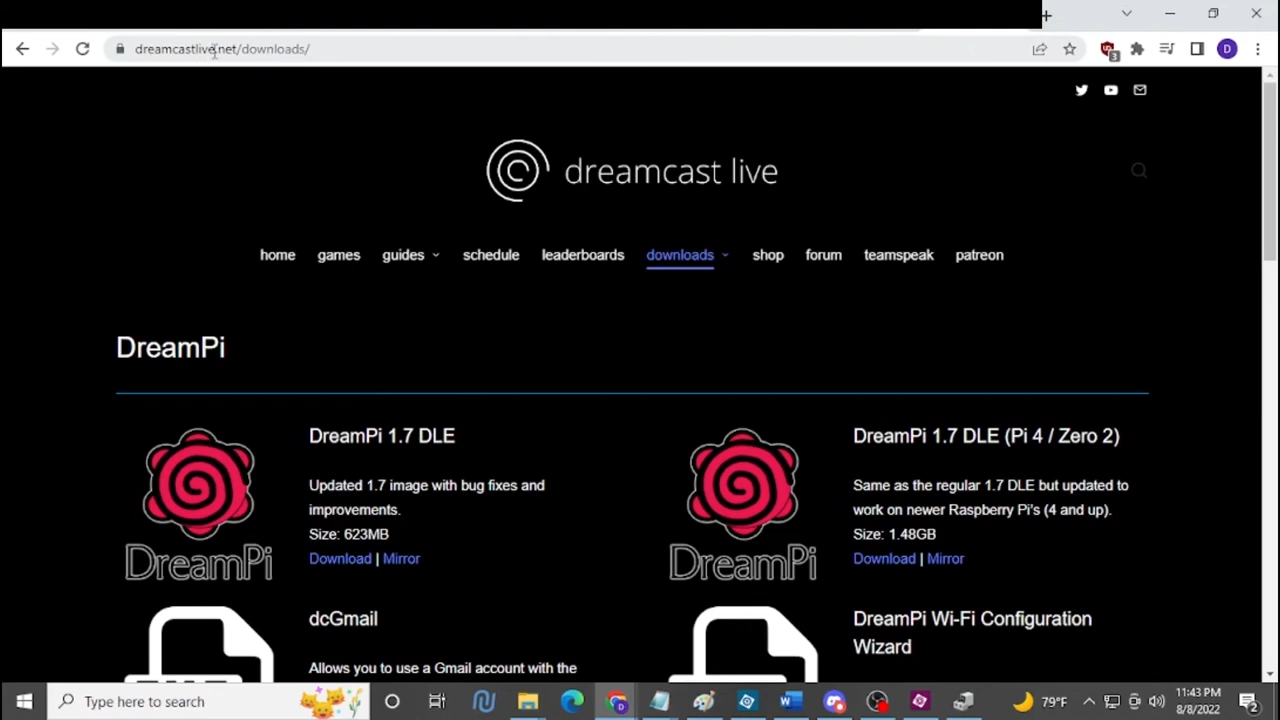 dreamcastlive.net/downloads/
3
D
dreamcast live
home games guides schedule leaderboards downloads shop forum teamspeak patreon
DreamPi
DreamPi 1.7 DLE
Updated 1.7 image with bug fixes and
improvements.
Size: 623MB
Download | Mirror
DreamPi
DreamPi 1.7 DLE (Pi 4 / Zero 2)
Same as the regular 1.7 DLE but updated to
work on newer Raspberry Pi's (4 and up).
Size: 1.48GB
Download | Mirror
DreamPi
dcGmail
Allows you to use a Gmail account with the
DreamPi Wi-Fi Configuration
Wizard
Type here to search
79°F
11:43 PM
8/8/2022
2